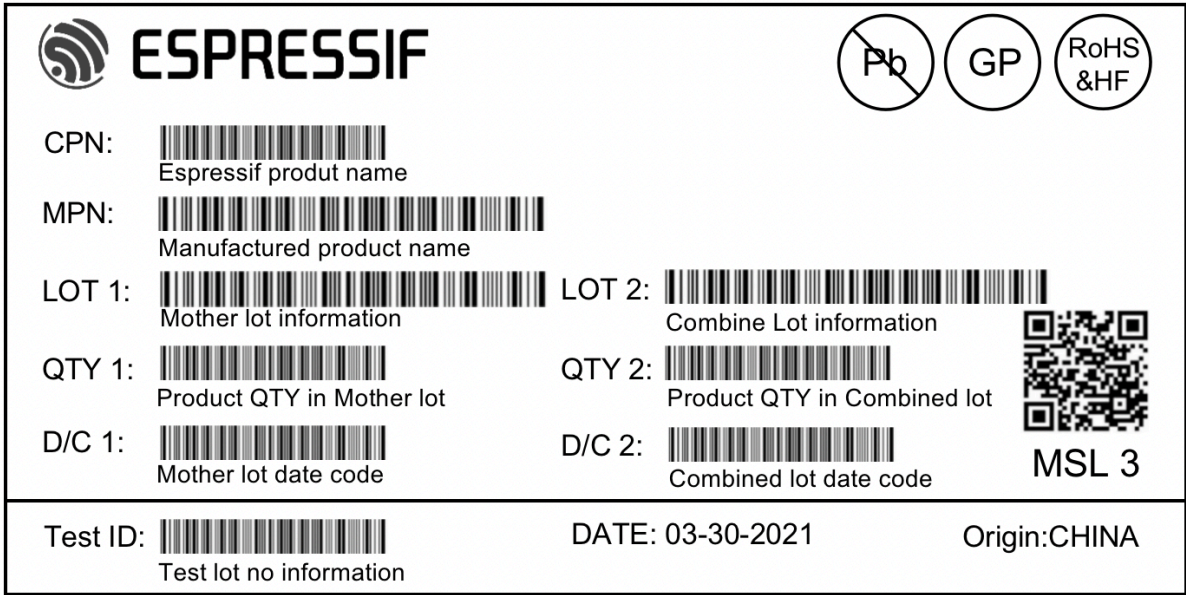 ESPRESSIF
Pb
GP
RoHS
&HF
CPN:
Espressif produt name
MPN:
Manufactured product name
LOT 1:
Mother lot information
LOT 2:
Combine Lot information
QTY 1:
Product QTY in Mother lot
QTY 2:
Product QTY in Combined lot
D/C 1:
Mother lot date code
D/C 2:
Combined lot date code
MSL 3
Test ID:
Test lot no information
DATE: 03-30-2021
Origin:CHINA